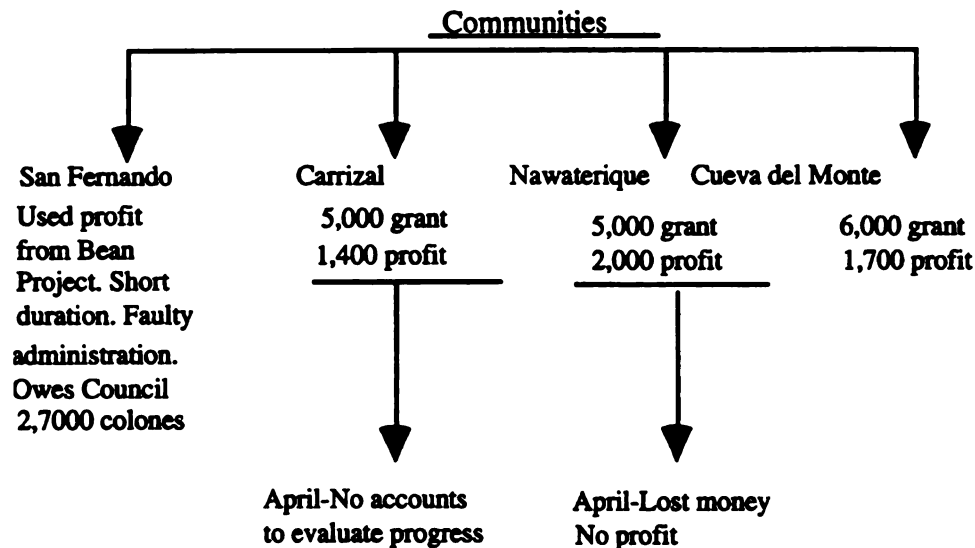 Communities
San Fernando
Used profit
from Bean
Project. Short
duration. Faulty
administration.
Owes Council
2,7000 colones
Carrizal
5,000 grant
1,400 profit
April-No accounts
to evaluate progress
Nawaterique
5,000 grant
2,000 profit
April-Lost money
No profit
Cueva del Monte
6,000 grant
1,700 profit